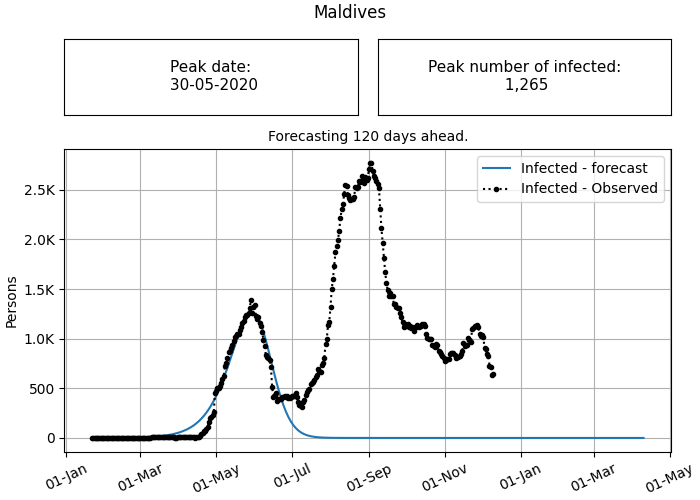 Maldives
Peak date:
30-05-2020
Peak number of infected:
1,265
Forecasting 120 days ahead.
Infected - forecast
Infected - Observed
Persons
2.5K
2.0K
1.5K
1.0K
500
0
01-Jan
01-Mar
01-May
01-Jul
01-Sep
01-Nov
01-Jan
01-Mar
01-May